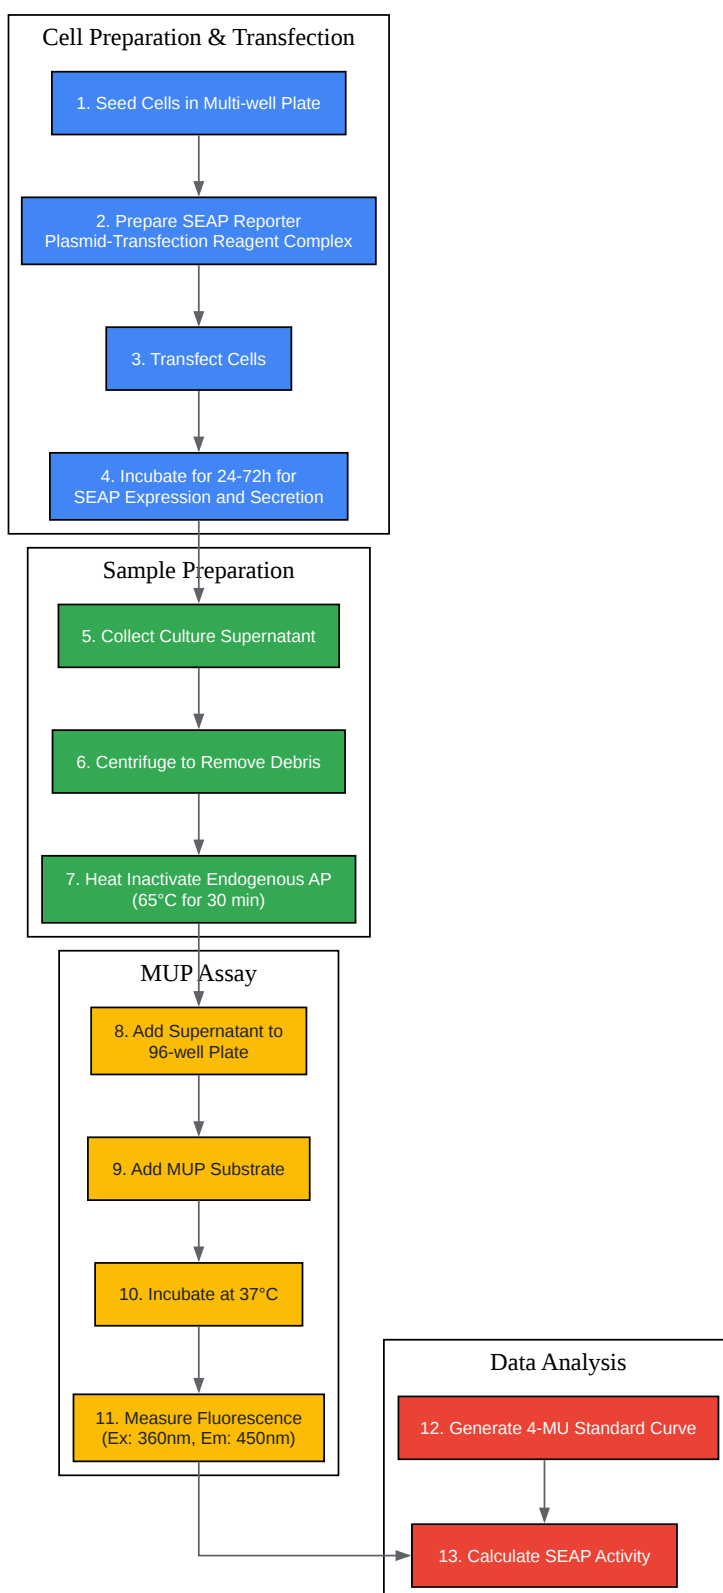 Cell Preparation & Transfection
1. Seed Cells in Multi-well Plate
2. Prepare SEAP Reporter
Plasmid-Transfection Reagent Complex
3. Transfect Cells
4. Incubate for 24-72h for
SEAP Expression and Secretion
Sample Preparation
5. Collect Culture Supernatant
6. Centrifuge to Remove Debris
7. Heat Inactivate Endogenous AP
(65°C for 30 min)
MUP Assay
8. Add Supernatant to
96-well Plate
9. Add MUP Substrate
10. Incubate at 37°C
11. Measure Fluorescence
(Ex: 360nm, Em: 450nm)
Data Analysis
12. Generate 4-MU Standard Curve
13. Calculate SEAP Activity